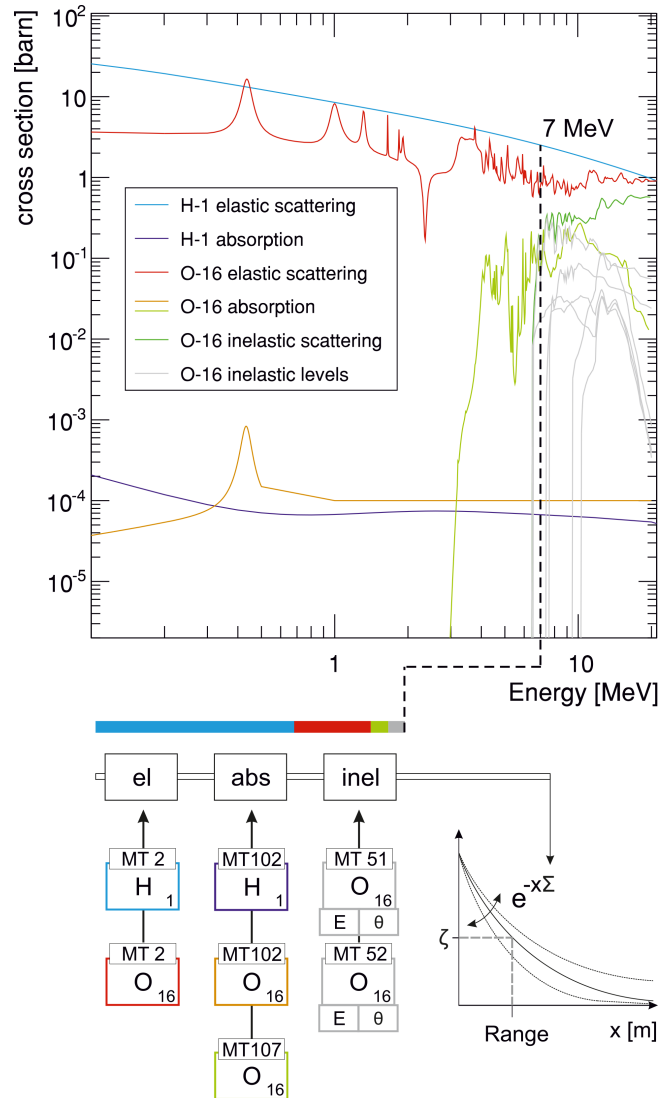 cross section [barn]
10²
10
1
10⁻¹
10⁻²
10⁻³
10⁻⁴
10⁻⁵
7 MeV
H-1 elastic scattering
H-1 absorption
O-16 elastic scattering
O-16 absorption
O-16 inelastic scattering
O-16 inelastic levels
1
10
Energy [MeV]
el
abs
inel
MT 2
H
1
MT 2
O
16
MT102
H
1
MT102
O
16
MT107
O
16
MT 51
O
16
E θ
MT 52
O
16
E θ
e⁻ˣᶺΣ
ζ
Range
x [m]